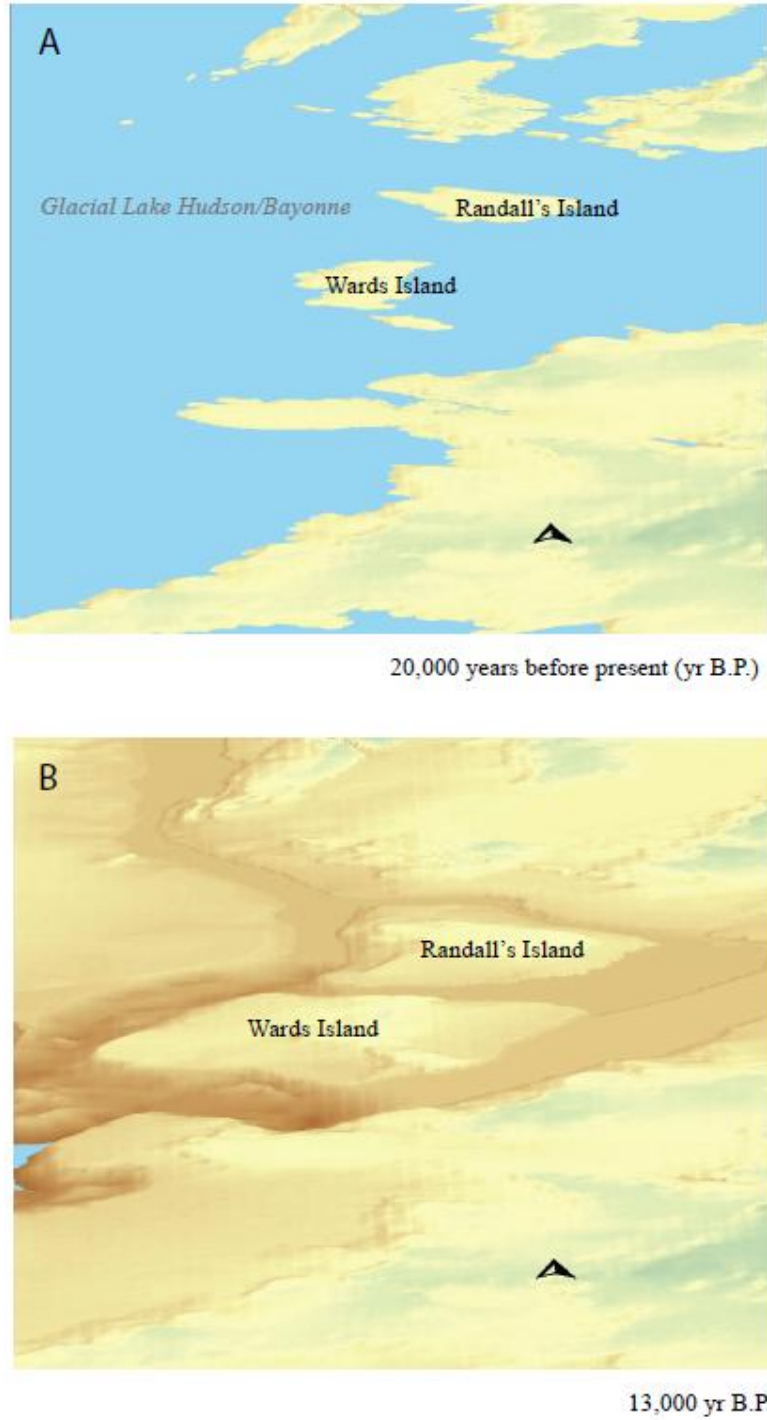 A
Glacial Lake Hudson/Bayonne
Randall's Island
Wards Island
20,000 years before present (yr B.P.)
B
Randall's Island
Wards Island
13,000 yr B.P